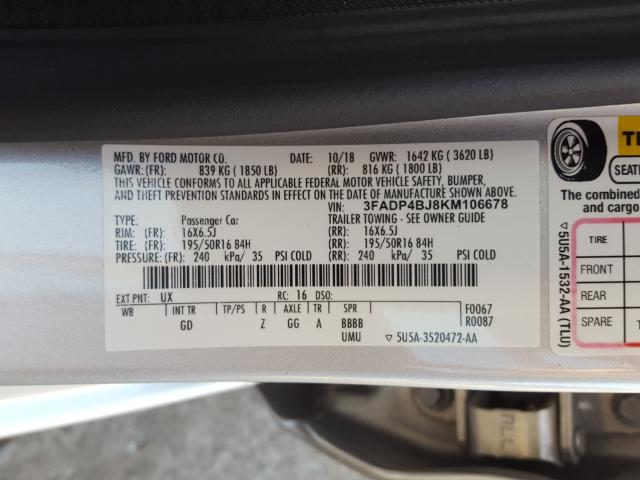 MFD. BY FORD MOTOR CO. DATE: 10/18 GVWR: 1642 KG ( 3620 LB)
GAWR:(FR): 839 KG ( 1850 LB) (RR): 816 KG ( 1800 LB)
THIS VEHICLE CONFORMS TO ALL APPLICABLE FEDERAL MOTOR VEHICLE SAFETY, BUMPER,
AND THEFT PREVENTION STANDARDS IN EFFECT ON THE DATE OF MANUFACTURE SHOWN ABOVE.
VIN: 3FADP4BJ8KM106678
TYPE: Passenger Car TRAILER TOWING - SEE OWNER GUIDE
RIM: (FR): 16X6.5J (RR): 16X6.5J
TIRE: (FR): 195/50R16 84H (RR): 195/50R16 84H
PRESSURE: (FR): 240 kPa/ 35 PSI COLD (RR): 240 kPa/ 35 PSI COLD
EXT PNT: UX RC: 16 DSO:
WB INT TR TP/PS R AXLE TR SPR F0067
GD Z GG A BBBB R0087
UMU ▽ 5U5A-3520472-AA
SEATI
The combined
and cargo
TIRE
FRONT
REAR
SPARE
▽ 5U5A-1532-AA (TLU)